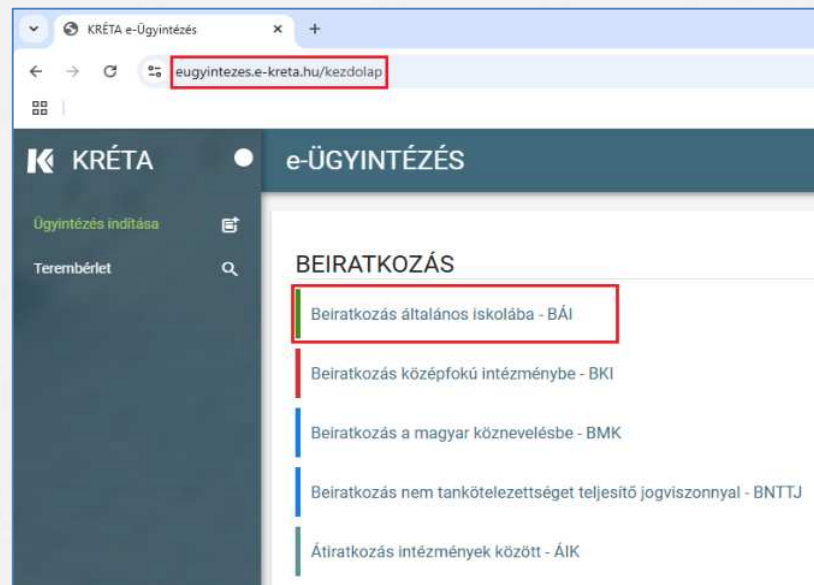 KRÉTA e-Ügyintézés
eugyintezes.e-kreta.hu/kezdolap
KRÉTA
e-ÜGYINTÉZÉS
Ügyintézés indítása
Terembérlet
BEIRATKOZÁS
Beiratkozás általános iskolába - BÁI
Beiratkozás középfokú intézménybe - BKI
Beiratkozás a magyar köznevelésbe - BMK
Beiratkozás nem tankötelezettséget teljesítő jogviszonnyal - BNTTJ
Átiratkozás intézmények között - ÁIK